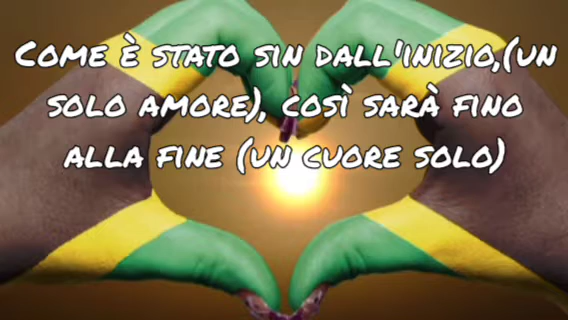 Come è stato sin dall'inizio,(un
solo amore), così sarà fino
alla fine (un cuore solo)